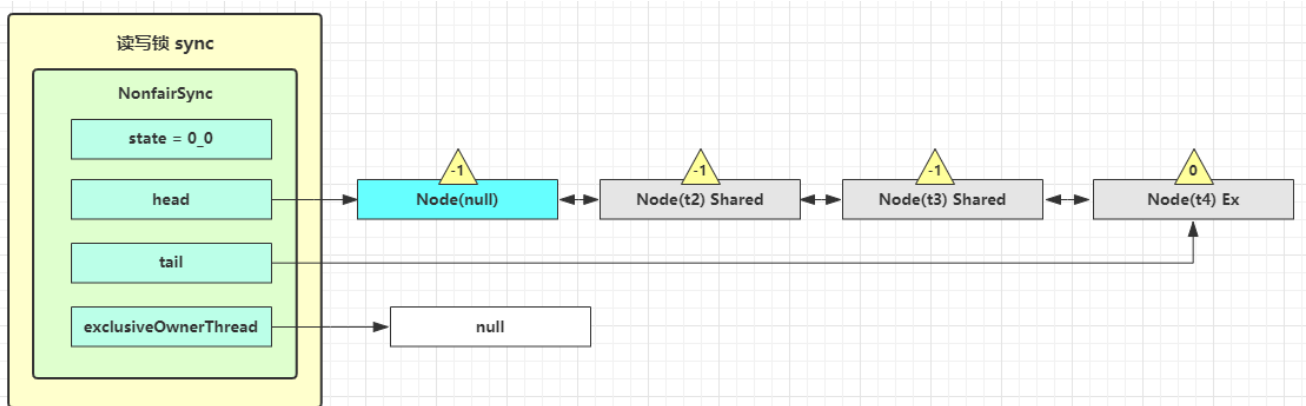 读写锁 sync
NonfairSync
state = 0_0
head
tail
exclusiveOwnerThread
-1
Node(null)
-1
Node(t2) Shared
-1
Node(t3) Shared
0
Node(t4) Ex
null